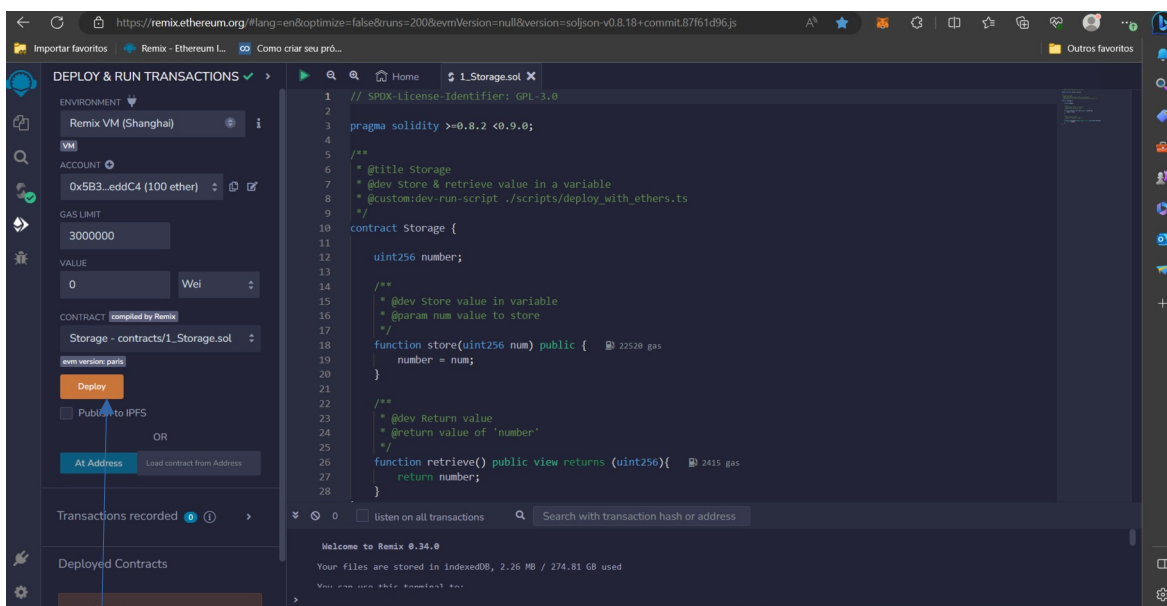 https://remix.ethereum.org/#lang=en&optimize=false&runs=200&evmVersion=null&version=soljson-v0.8.18+commit.87f61d96.js
Importar favoritos
Remix - Ethereum I...
Como criar seu pró...
Outros favoritos
DEPLOY & RUN TRANSACTIONS
ENVIRONMENT
Remix VM (Shanghai)
VM
ACCOUNT
0x5B3...eddC4 (100 ether)
GAS LIMIT
3000000
VALUE
0
Wei
CONTRACT compiled by Remix
Storage - contracts/1_Storage.sol
evm version: paris
Deploy
Publish to IPFS
OR
At Address
Load contract from Address
Transactions recorded 0
Deployed Contracts
Home
1_Storage.sol
1 // SPDX-License-Identifier: GPL-3.0
2
3 pragma solidity >=0.8.2 <0.9.0;
4
5 /**
6 * @title Storage
7 * @dev Store & retrieve value in a variable
8 * @custom:dev-run-script ./scripts/deploy_with_ethers.ts
9 */
10 contract Storage {
11
12 uint256 number;
13
14 /**
15 * @dev Store value in variable
16 * @param num value to store
17 */
18 function store(uint256 num) public { 22520 gas
19 number = num;
20 }
21
22 /**
23 * @dev Return value
24 * @return value of 'number'
25 */
26 function retrieve() public view returns (uint256){ 2415 gas
27 return number;
28 }
0
listen on all transactions
Search with transaction hash or address
Welcome to Remix 0.34.0
Your files are stored in indexedDB, 2.26 MB / 274.81 GB used
You can use this terminal to:
>